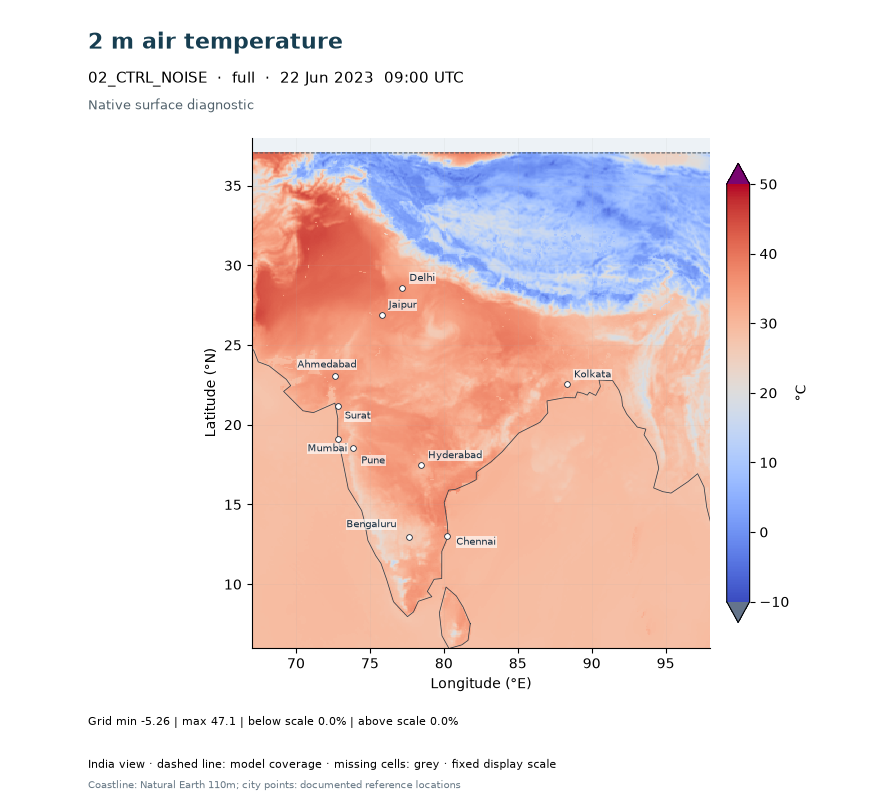 2 m air temperature
02_CTRL_NOISE · full · 22 Jun 2023 09:00 UTC
Native surface diagnostic
35
30
25
20
15
10
Latitude (°N)
Delhi
Jaipur
Ahmedabad
Kolkata
Surat
Mumbai
Pune
Hyderabad
Bengaluru
Chennai
70
75
80
85
90
95
Longitude (°E)
50
40
30
20
10
0
−10
°C
Grid min -5.26 | max 47.1 | below scale 0.0% | above scale 0.0%
India view · dashed line: model coverage · missing cells: grey · fixed display scale
Coastline: Natural Earth 110m; city points: documented reference locations